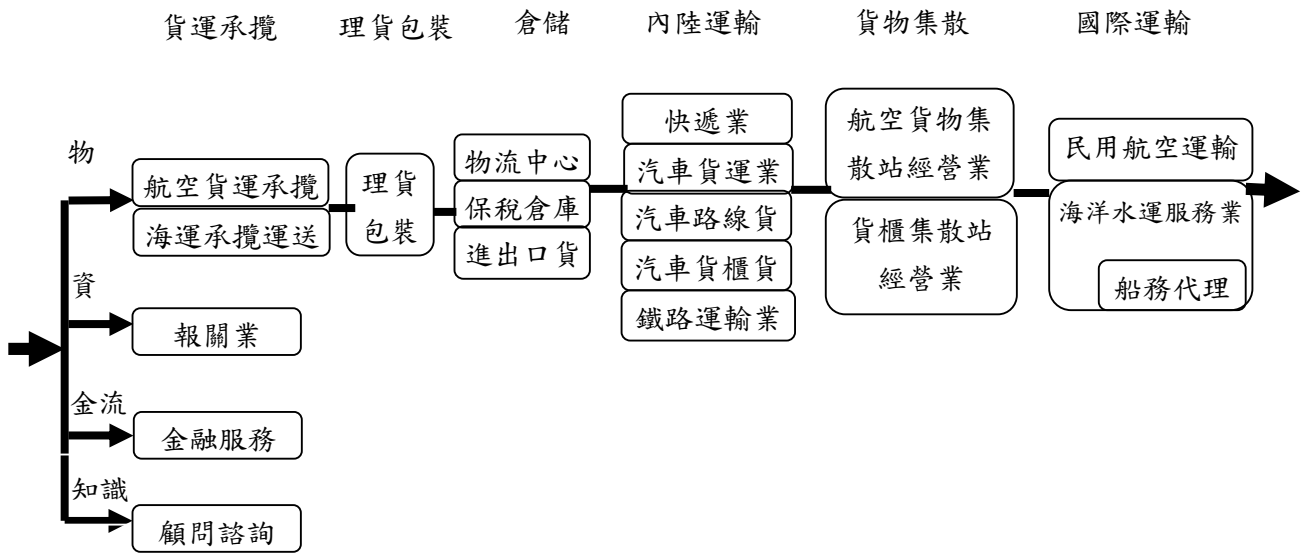 貨運承攬
理貨包裝
倉儲
內陸運輸
貨物集散
國際運輸
物
航空貨運承攬
海運承攬運送
理貨
包裝
物流中心
保稅倉庫
進出口貨
快遞業
汽車貨運業
汽車路線貨
汽車貨櫃貨
鐵路運輸業
航空貨物集
散站經營業
貨櫃集散站
經營業
民用航空運輸
海洋水運服務業
船務代理
資
報關業
金流
金融服務
知識
顧問諮詢